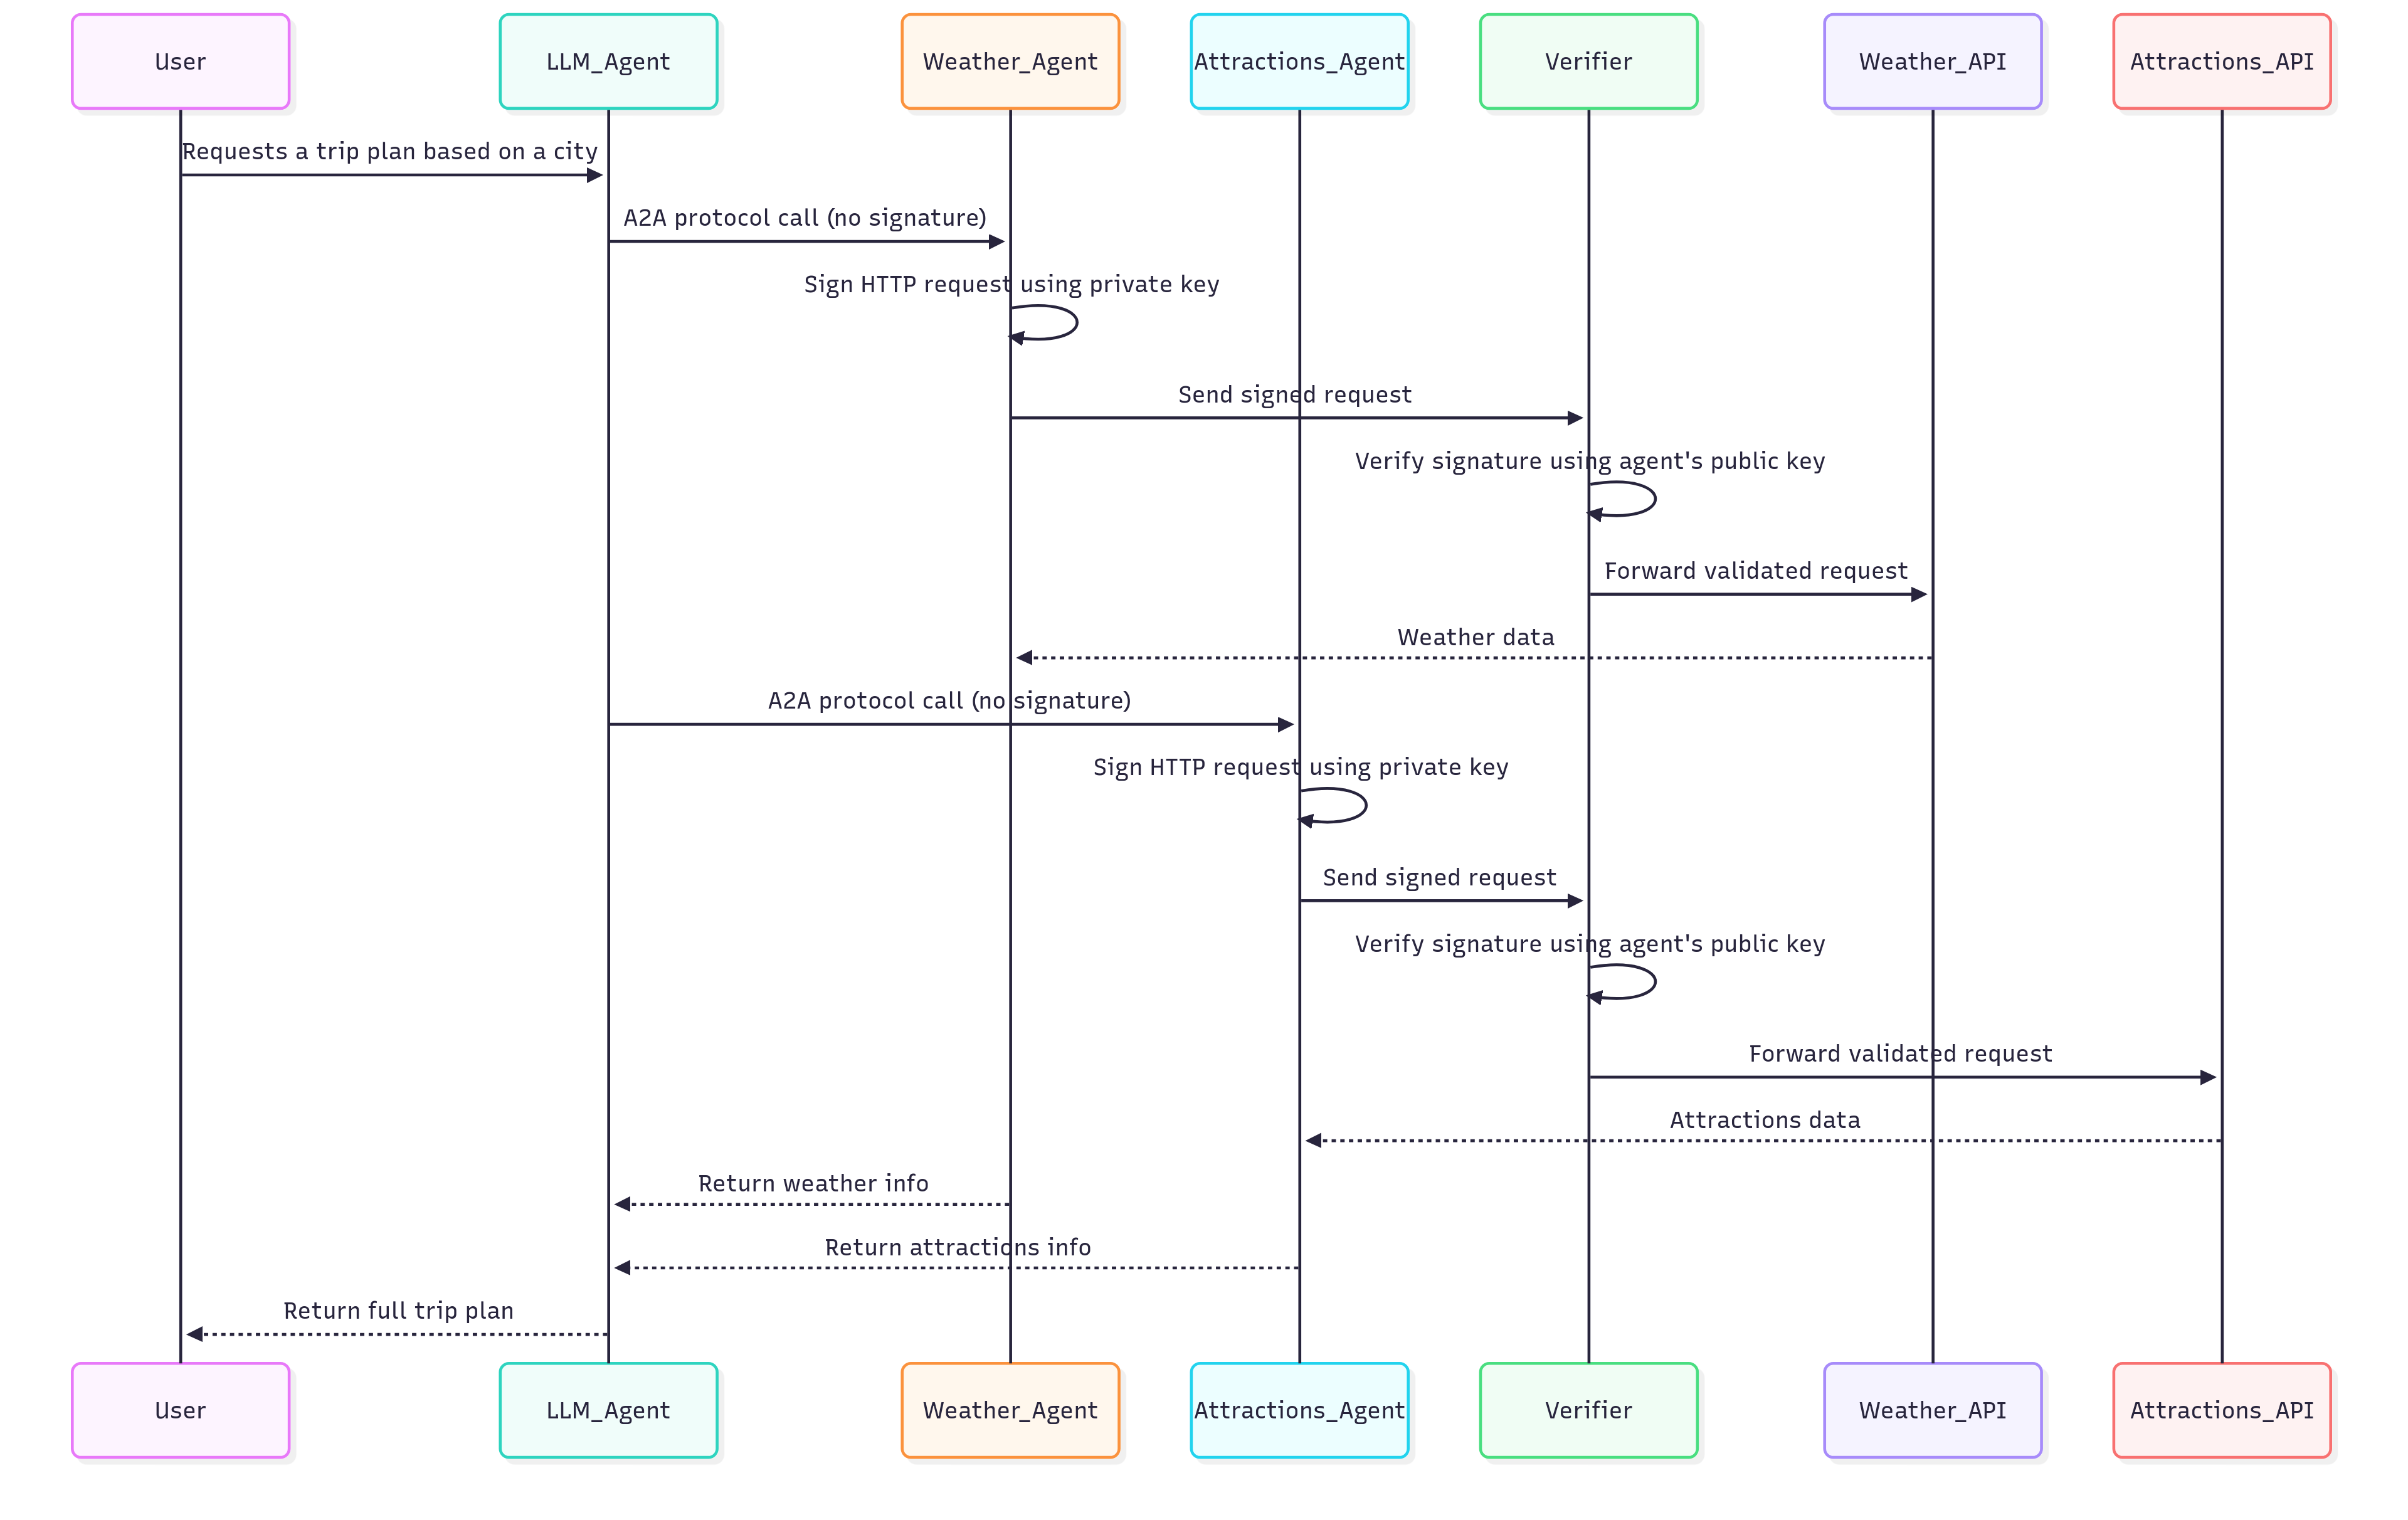 User
LLM_Agent
Weather_Agent
Attractions_Agent
Verifier
Weather_API
Attractions_API
Requests a trip plan based on a city
A2A protocol call (no signature)
Sign HTTP request using private key
Send signed request
Verify signature using agent's public key
Forward validated request
Weather data
A2A protocol call (no signature)
Sign HTTP request using private key
Send signed request
Verify signature using agent's public key
Forward validated request
Attractions data
Return weather info
Return attractions info
Return full trip plan
User
LLM_Agent
Weather_Agent
Attractions_Agent
Verifier
Weather_API
Attractions_API